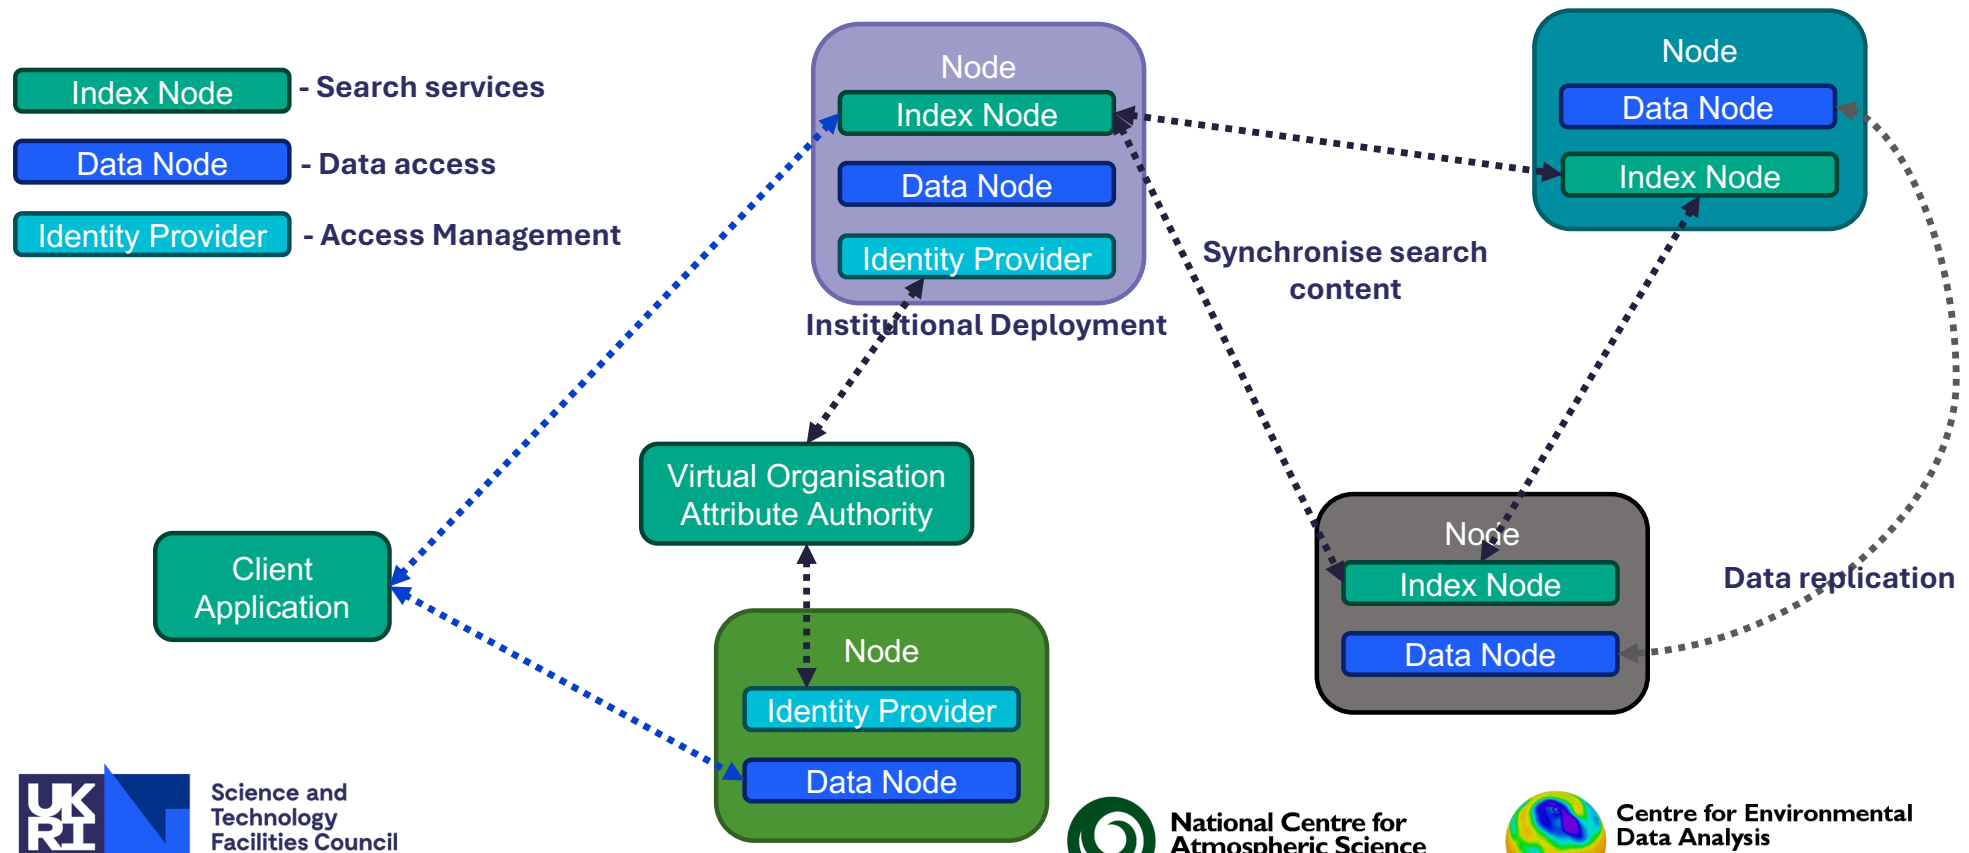 Index Node
- Search services
Data Node
- Data access
Identity Provider
- Access Management
Node
Index Node
Data Node
Identity Provider
Institutional Deployment
Node
Data Node
Index Node
Synchronise search
content
Virtual Organisation
Attribute Authority
Client
Application
Node
Index Node
Data Node
Data replication
Node
Identity Provider
Data Node
UK
RI
Science and
Technology
Facilities Council
National Centre for
Atmospheric Science
Centre for Environmental
Data Analysis